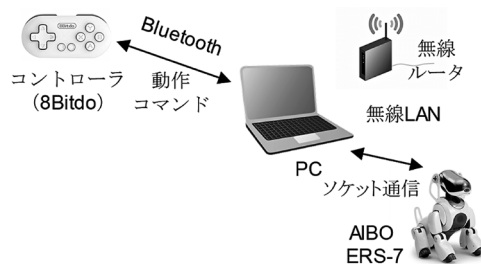 8Bitdo
コントローラ
（8Bitdo）
Bluetooth
動作
コマンド
無線
ルータ
無線LAN
PC
ソケット通信
AIBO
ERS-7